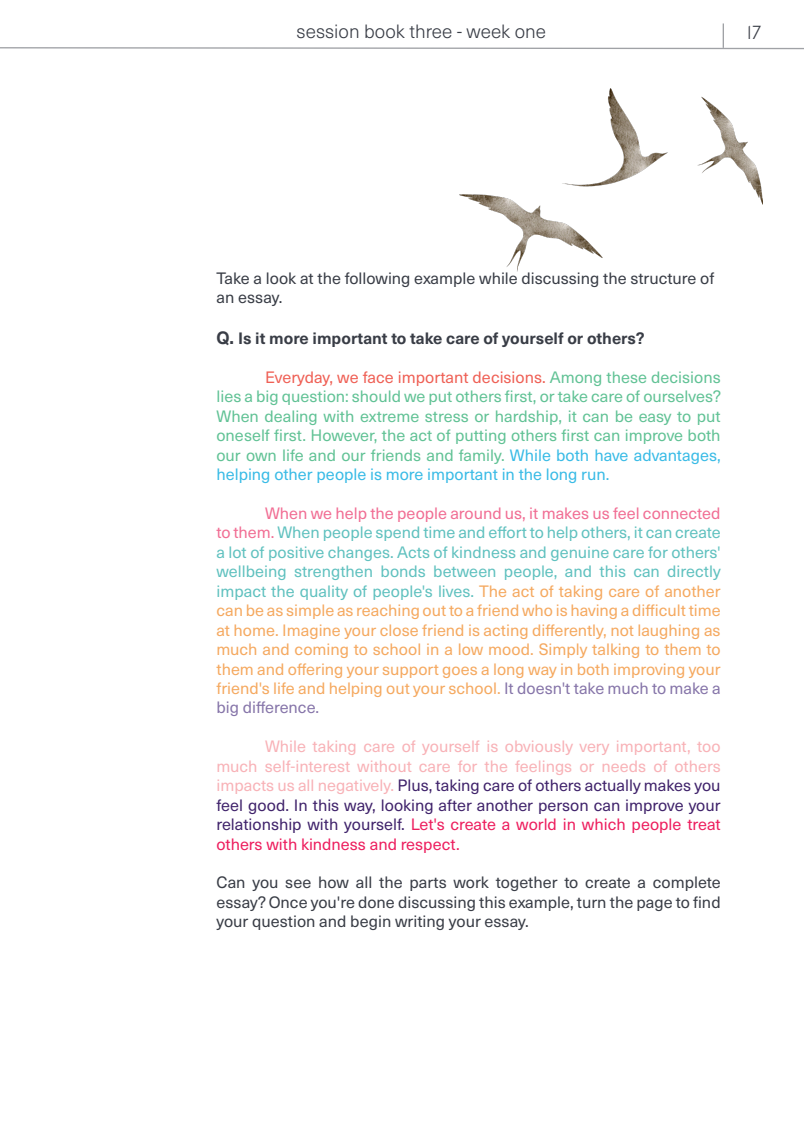 session book three - week one
17
Take a look at the following example while discussing the structure of
an essay.
Q. Is it more important to take care of yourself or others?
Everyday, we face important decisions. Among these decisions
lies a big question: should we put others first, or take care of ourselves?
When dealing with extreme stress or hardship, it can be easy to put
oneself first. However, the act of putting others first can improve both
our own life and our friends and family. While both have advantages,
helping other people is more important in the long run.
When we help the people around us, it makes us feel connected
to them. When people spend time and effort to help others, it can create
a lot of positive changes. Acts of kindness and genuine care for others'
wellbeing strengthen bonds between people, and this can directly
impact the quality of people's lives. The act of taking care of another
can be as simple as reaching out to a friend who is having a difficult time
at home. Imagine your close friend is acting differently, not laughing as
much and coming to school in a low mood. Simply talking to them to
them and offering your support goes a long way in both improving your
friend's life and helping out your school. It doesn't take much to make a
big difference.
While taking care of yourself is obviously very important, too
much self-interest without care for the feelings or needs of others
impacts us all negatively. Plus, taking care of others actually makes you
feel good. In this way, looking after another person can improve your
relationship with yourself. Let's create a world in which people treat
others with kindness and respect.
Can you see how all the parts work together to create a complete
essay? Once you're done discussing this example, turn the page to find
your question and begin writing your essay.